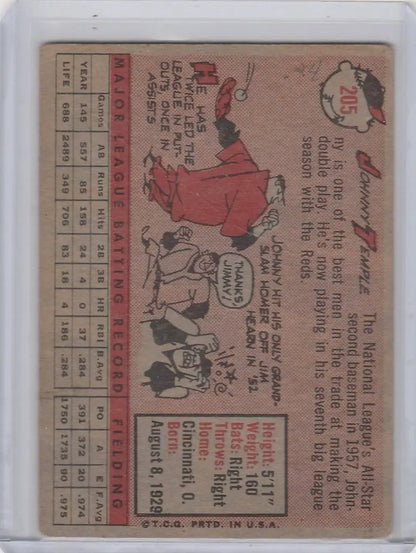 205
JOHNNY TEMPLE
The National League's All-Star
second baseman in 1957, John-
ny is one of the best men in the trade at making the
double play. He's now playing in his seventh big league
season with the Reds.
HE HAS
TWICE LED THE
LEAGUE IN PUT-
OUTS, ONCE IN
ASSISTS
JOHNNY HIT HIS ONLY GRAND-
SLAM HOMER OFF JIM
HEARN IN '55
THANKS,
JIMMY!
Height: 5'11"
Weight: 160
Bats: Right
Throws: Right
Home:
Cincinnati, O.
Born:
August 8, 1929
MAJOR LEAGUE BATTING RECORD FIELDING
Games AB Runs Hits 2B 3B HR RBI B.Avg PO A E F.Avg
YEAR 145 557 85 158 24 4 0 37 .284 391 372 20 .974
LIFE 688 2489 349 706 83 18 4 186 .284 1750 1735 90 .975
©T.C.G. PRTD. IN U.S.A.